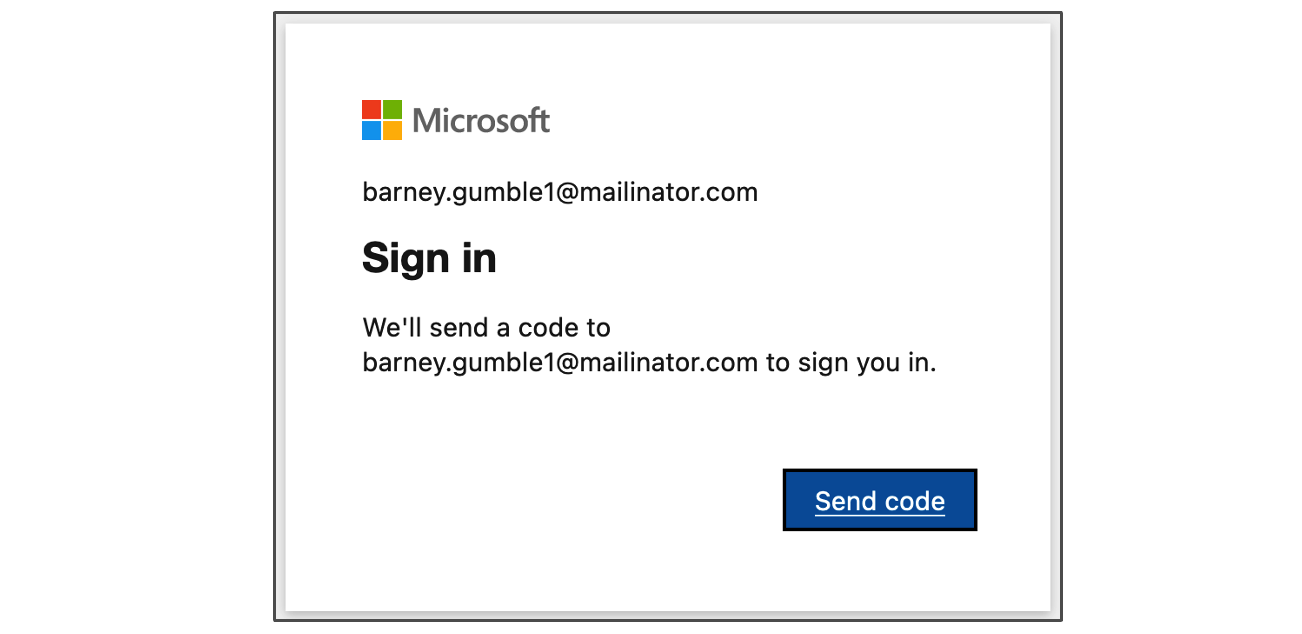 Microsoft
barney.gumble1@mailinator.com
Sign in
We'll send a code to
barney.gumble1@mailinator.com to sign you in.
Send code